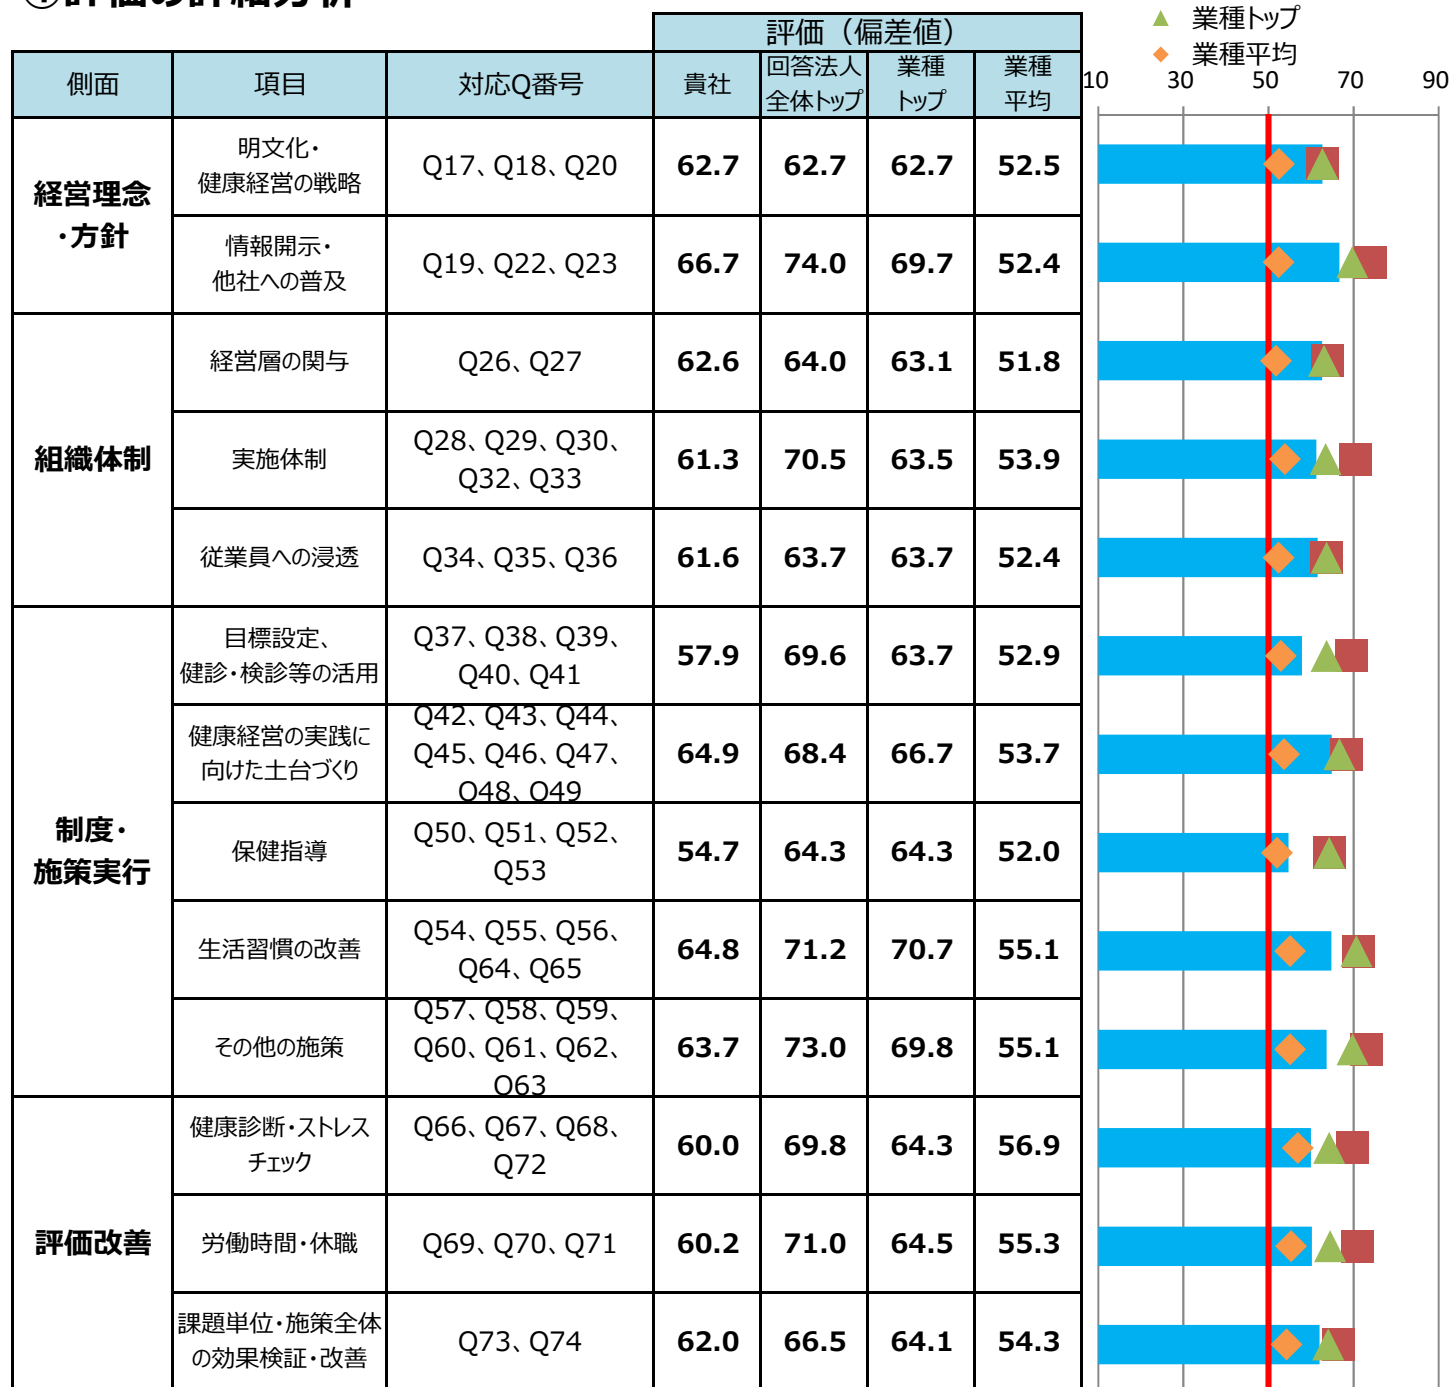 ①評価の詳細分析
▲ 業種トップ
◆ 業種平均
評価（偏差値）
側面 項目 対応Q番号 貴社 回答法人 業種 業種
全体トップ トップ 平均
10 30 50 70 90
経営理念
・方針
明文化・
健康経営の戦略
Q17、Q18、Q20
62.7 62.7 62.7 52.5
情報開示・
他社への普及
Q19、Q22、Q23
66.7 74.0 69.7 52.4
組織体制
経営層の関与
Q26、Q27
62.6 64.0 63.1 51.8
実施体制
Q28、Q29、Q30、
Q32、Q33
61.3 70.5 63.5 53.9
従業員への浸透
Q34、Q35、Q36
61.6 63.7 63.7 52.4
制度・
施策実行
目標設定、
健診・検診等の活用
Q37、Q38、Q39、
Q40、Q41
57.9 69.6 63.7 52.9
健康経営の実践に
向けた土台づくり
Q42、Q43、Q44、
Q45、Q46、Q47、
Q48、Q49
64.9 68.4 66.7 53.7
保健指導
Q50、Q51、Q52、
Q53
54.7 64.3 64.3 52.0
生活習慣の改善
Q54、Q55、Q56、
Q64、Q65
64.8 71.2 70.7 55.1
その他の施策
Q57、Q58、Q59、
Q60、Q61、Q62、
Q63
63.7 73.0 69.8 55.1
評価改善
健康診断・ストレス
チェック
Q66、Q67、Q68、
Q72
60.0 69.8 64.3 56.9
労働時間・休職
Q69、Q70、Q71
60.2 71.0 64.5 55.3
課題単位・施策全体
の効果検証・改善
Q73、Q74
62.0 66.5 64.1 54.3